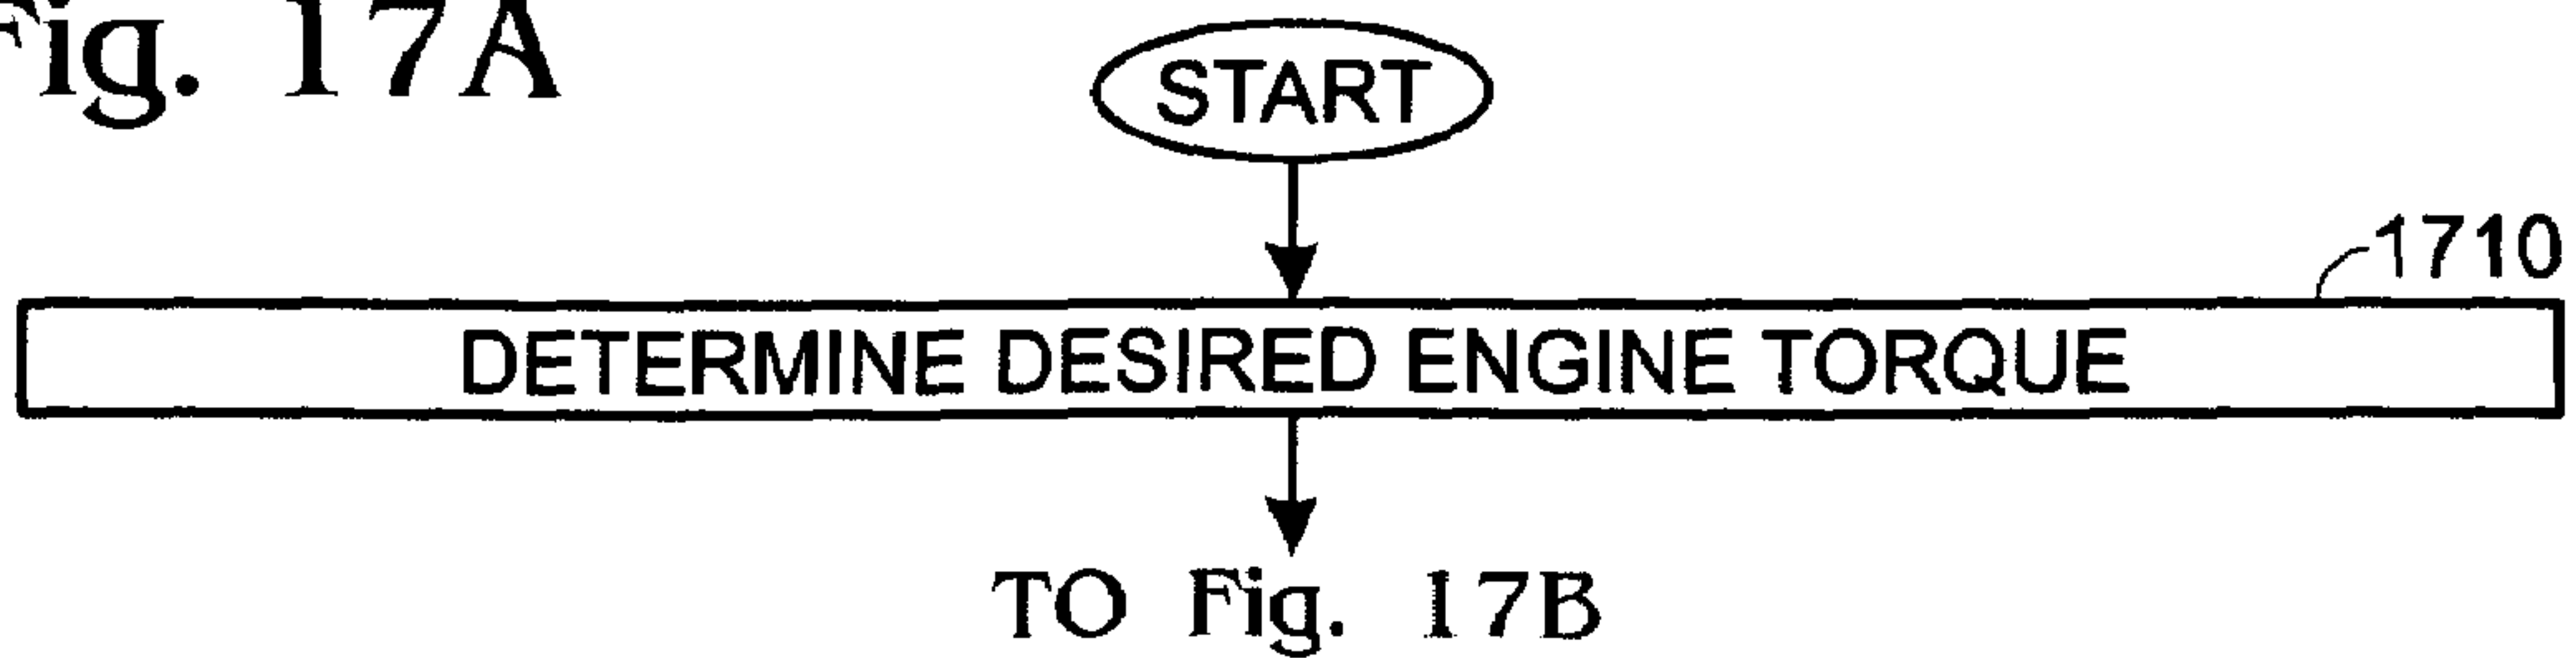 Fig. 17A
START
1710
DETERMINE DESIRED ENGINE TORQUE
TO Fig. 17B